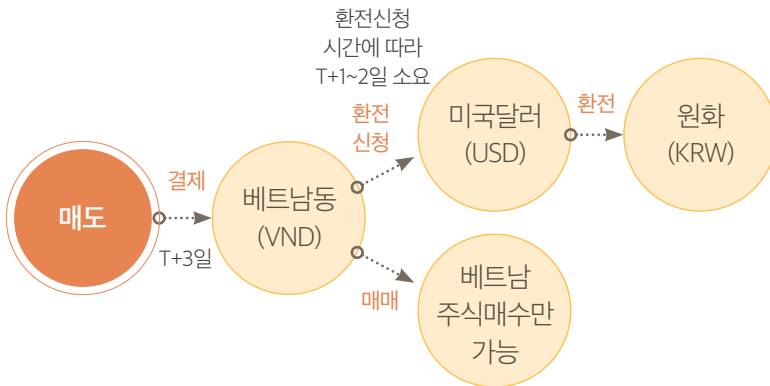 환전신청
시간에 따라
T+1~2일 소요
환전
신청
미국달러
(USD)
환전
원화
(KRW)
매도
결제
T+3일
베트남동
(VND)
매매
베트남
주식매수만
가능